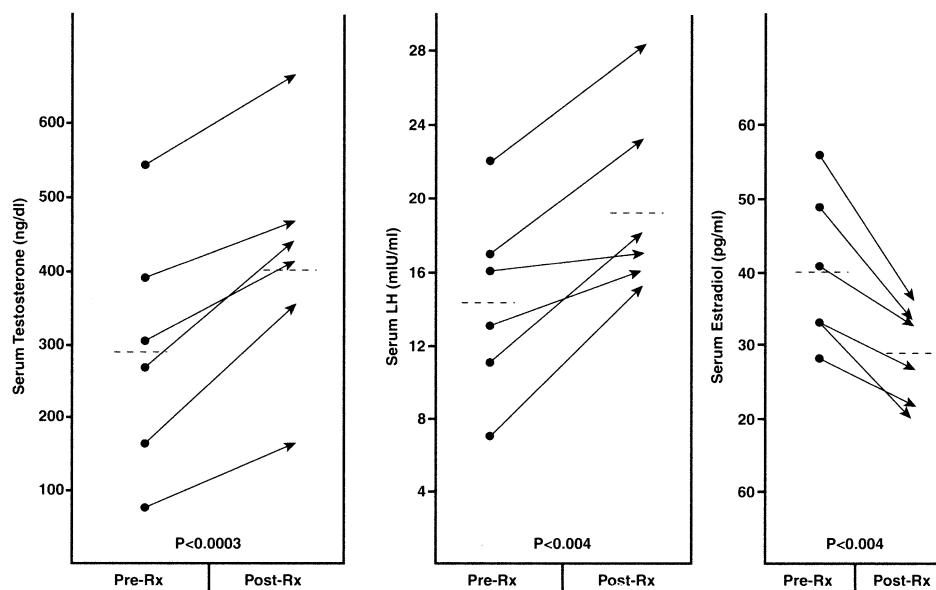 Serum Testosterone (ng/dl)
600
500
400
300
200
100
P<0.0003
Pre-Rx
Post-Rx
Serum LH (mIU/ml)
28
24
20
16
12
8
4
P<0.004
Pre-Rx
Post-Rx
Serum Estradiol (pg/ml)
60
50
40
30
20
60
P<0.004
Pre-Rx
Post-Rx